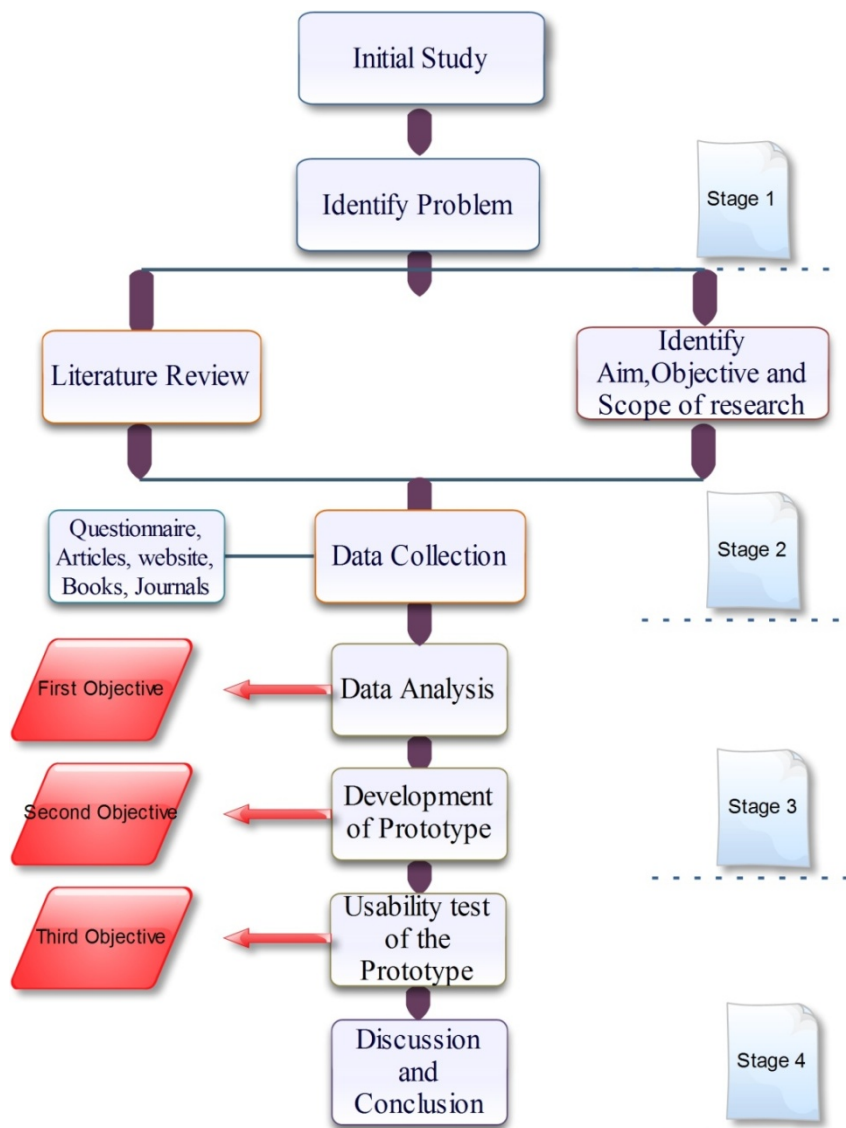 Initial Study
Identify Problem
Stage 1
Literature Review
Identify
Aim,Objective and
Scope of research
Questionnaire,
Articles, website,
Books, Journals
Data Collection
Stage 2
First Objective
Data Analysis
Second Objective
Development
of Prototype
Stage 3
Third Objective
Usability test
of the
Prototype
Discussion
and
Conclusion
Stage 4